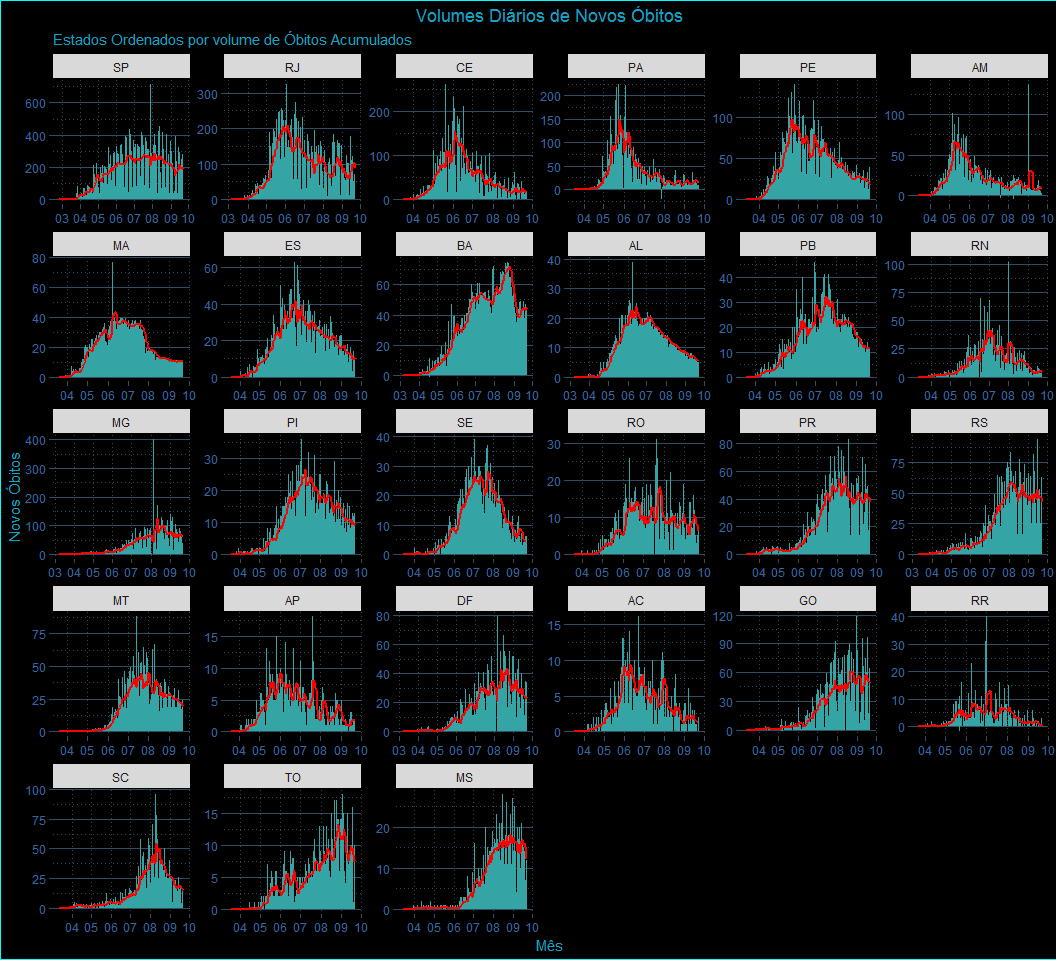 Volumes Diários de Novos Óbitos
Estados Ordenados por volume de Óbitos Acumulados
SP RJ CE PA PE AM
600 400 200 0
300 200 100 0
200 100 0
200 150 100 50 0
100 50 0
100 50 0
03 04 05 06 07 08 09 10
04 05 06 07 08 09 10
04 05 06 07 08 09 10
04 05 06 07 08 09 10
04 05 06 07 08 09 10
04 05 06 07 08 09 10
MA ES BA AL PB RN
80 60 40 20 0
60 40 20 0
60 40 20 0
40 30 20 10 0
40 30 20 10 0
100 75 50 25 0
04 05 06 07 08 09 10
04 05 06 07 08 09 10
03 04 05 06 07 08 09 10
03 04 05 06 07 08 09 10
04 05 06 07 08 09 10
04 05 06 07 08 09 10
Novos Óbitos
MG PI SE RO PR RS
400 300 200 100 0
30 20 10 0
40 30 20 10 0
30 20 10 0
80 60 40 20 0
75 50 25 0
03 04 05 06 07 08 09 10
04 05 06 07 08 09 10
04 05 06 07 08 09 10
04 05 06 07 08 09 10
03 04 05 06 07 08 09 10
03 04 05 06 07 08 09 10
MT AP DF AC GO RR
75 50 25 0
15 10 5 0
80 60 40 20 0
15 10 5 0
120 90 60 30 0
40 30 20 10 0
04 05 06 07 08 09 10
04 05 06 07 08 09 10
03 04 05 06 07 08 09 10
04 05 06 07 08 09 10
03 04 05 06 07 08 09 10
04 05 06 07 08 09 10
SC TO MS
100 75 50 25 0
15 10 5 0
20 10 0
04 05 06 07 08 09 10
04 05 06 07 08 09 10
04 05 06 07 08 09 10
Mês